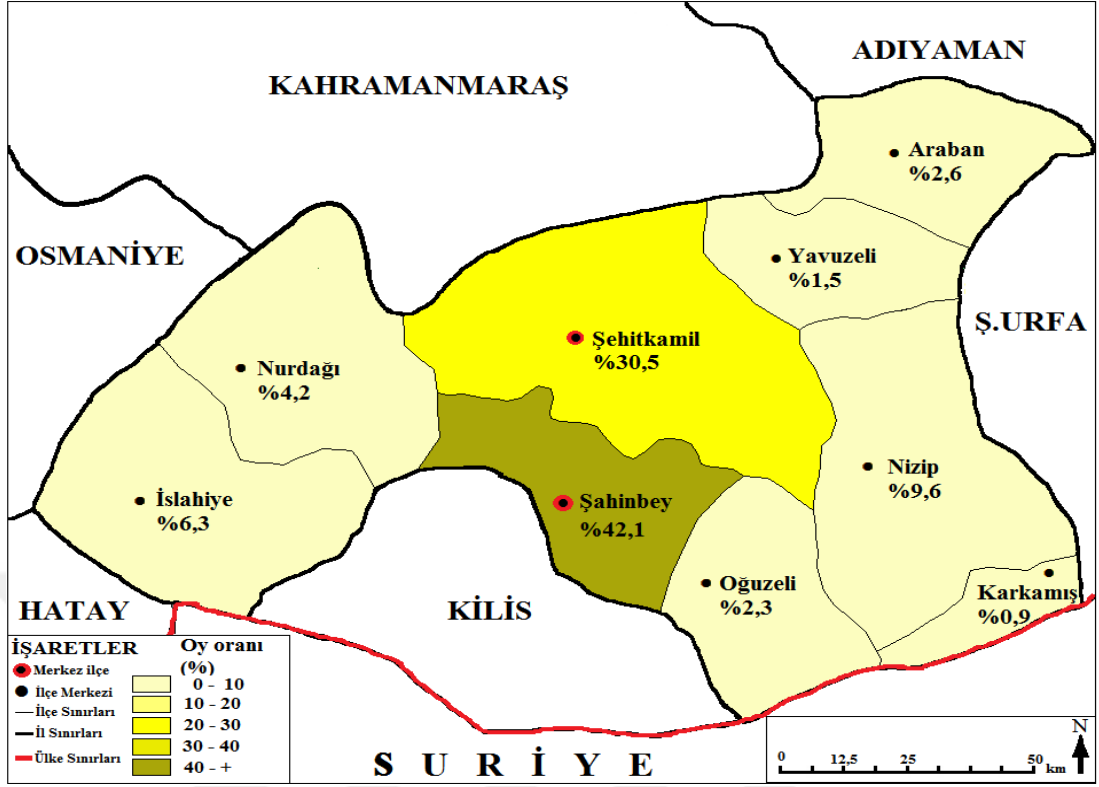 ADIYAMAN
KAHRAMANMARAŞ
Araban
%2,6
OSMANİYE
Yavuzeli
%1,5
Ş.URFA
Şehitkamil
%30,5
Nurdağı
%4,2
Nizip
%9,6
İslahiye
%6,3
Şahinbey
%42,1
Oğuzeli
%2,3
Karkamış
%0,9
HATAY
KİLİS
İŞARETLER
Merkez ilçe
İlçe Merkezi
İlçe Sınırları
İl Sınırları
Ülke Sınırları
Oy oranı
(%)
0 - 10
10 - 20
20 - 30
30 - 40
40 - +
SURİYE
N
0 12,5 25 50 km